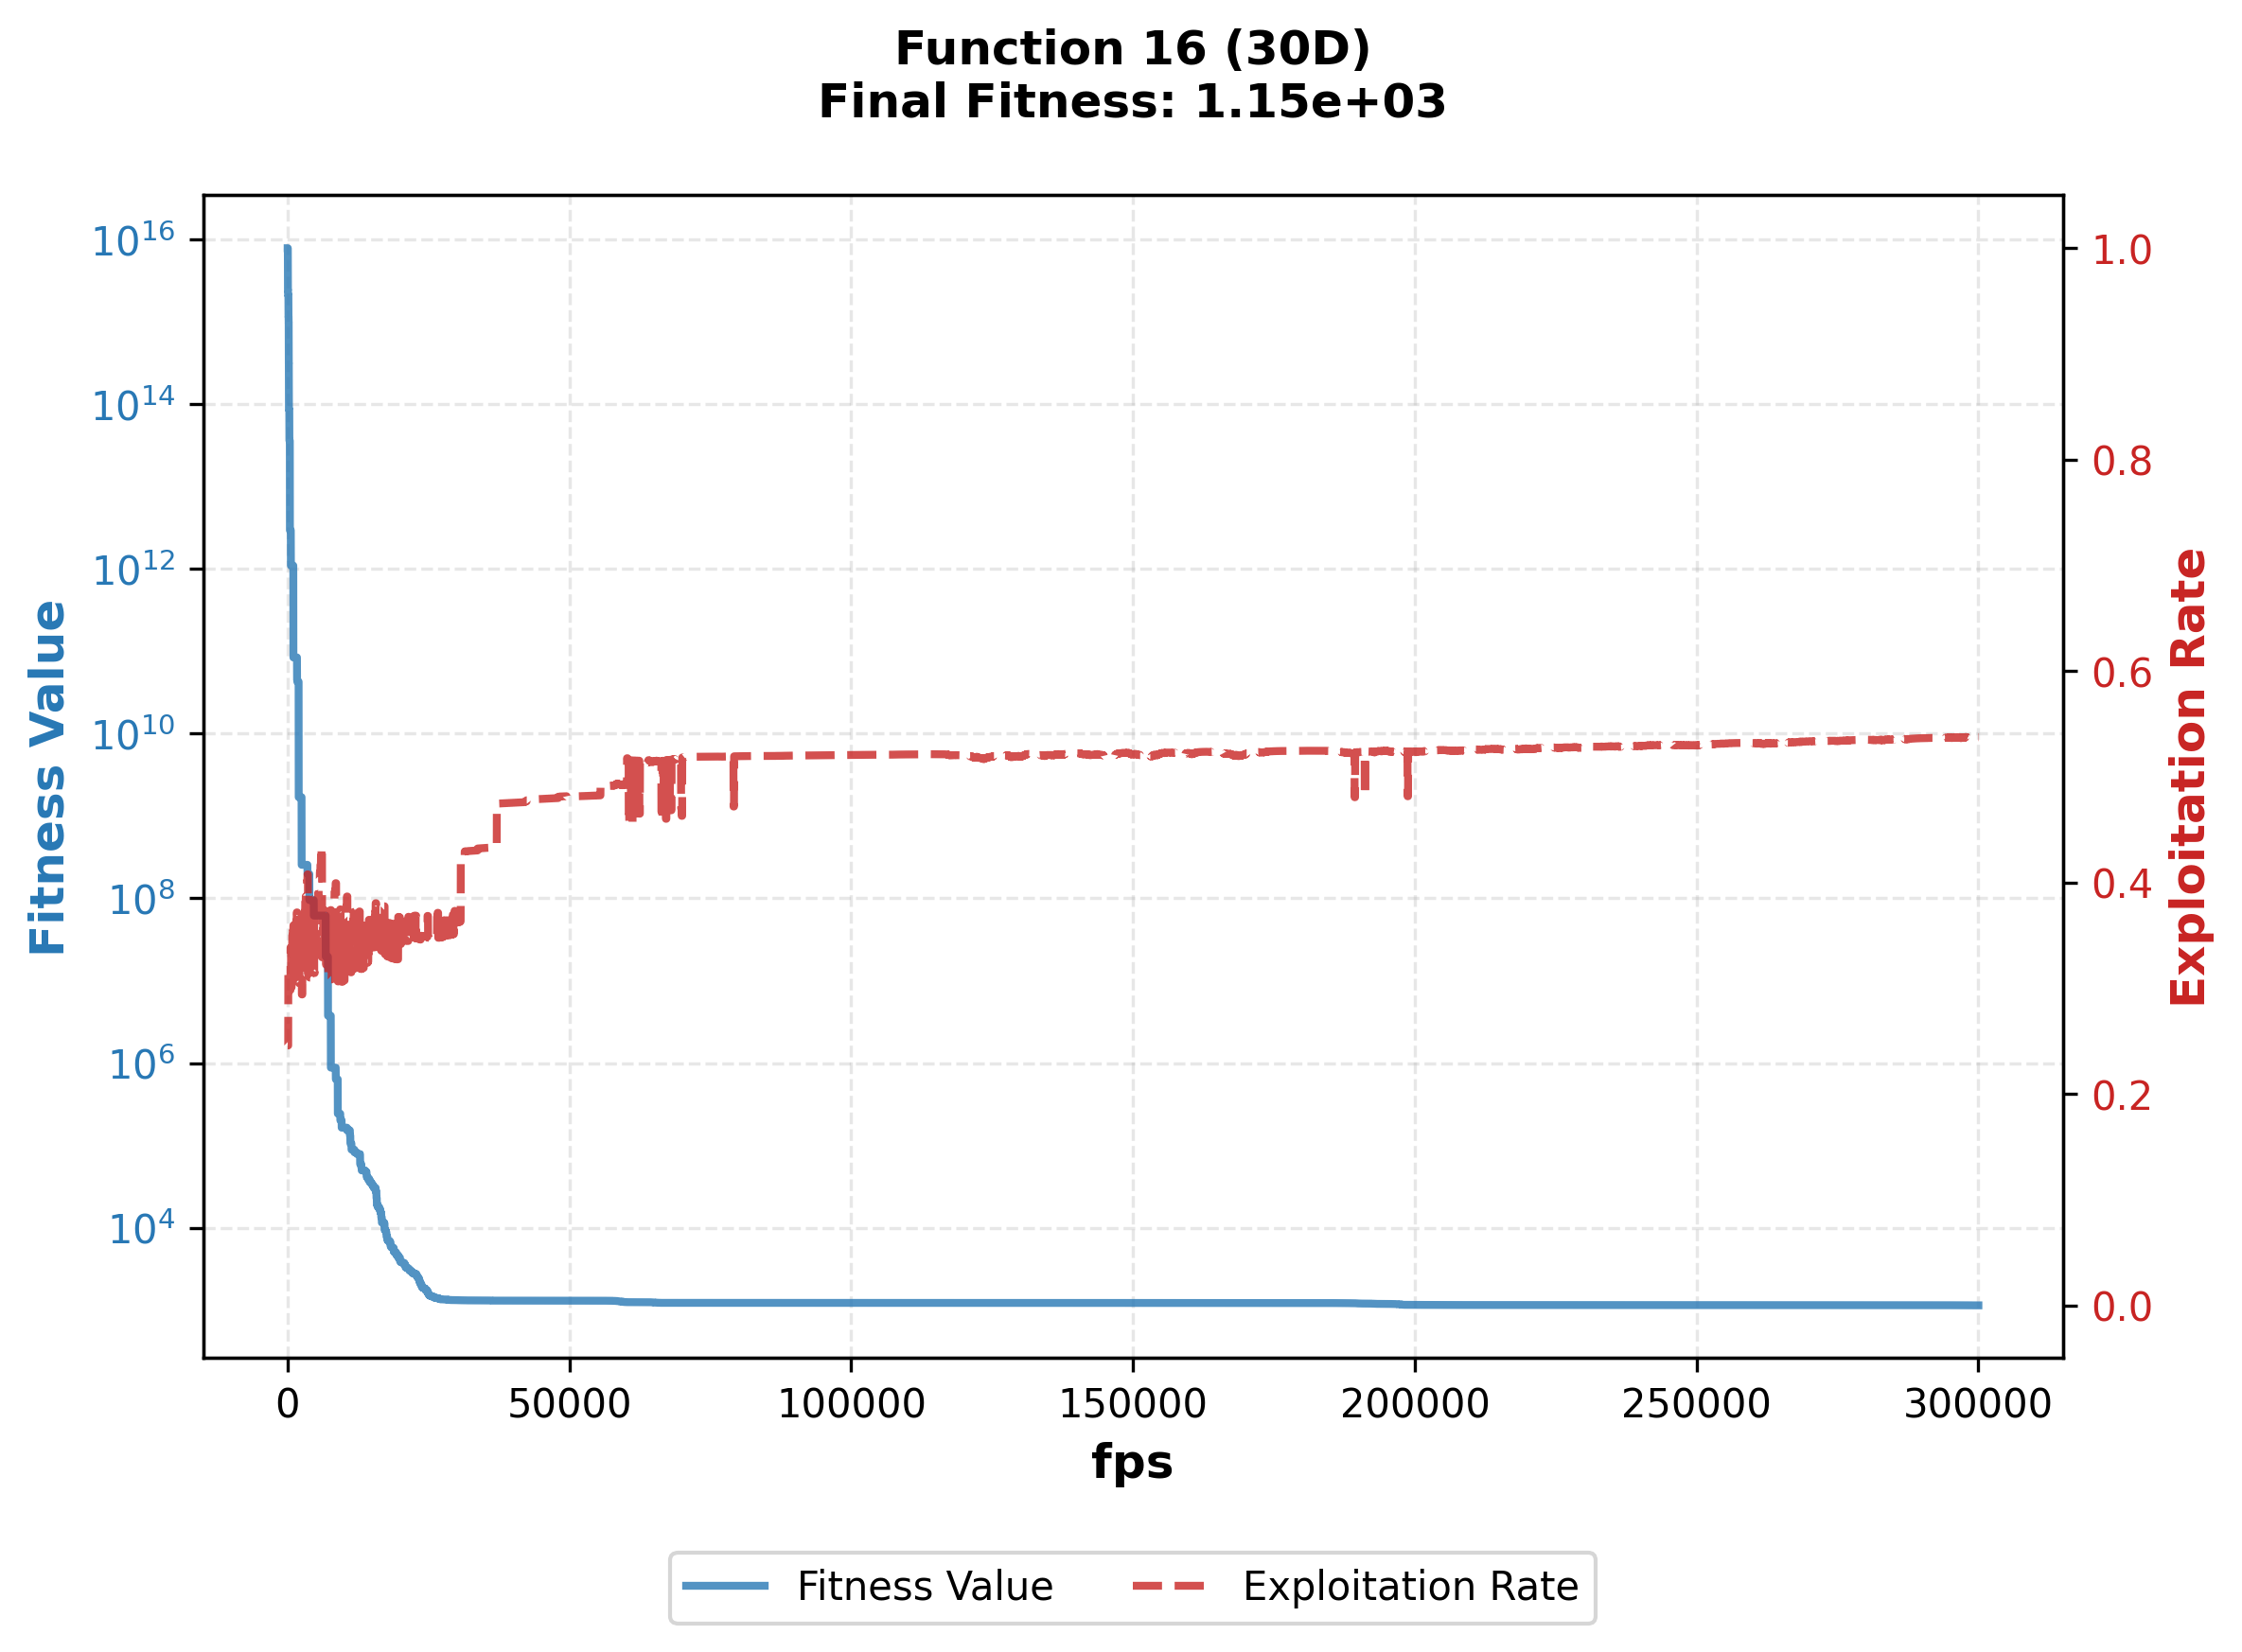 Function 16 (30D)
Final Fitness: 1.15e+03
Fitness Value
10^16
10^14
10^12
10^10
10^8
10^6
10^4
1.0
0.8
0.6
0.4
0.2
0.0
Exploitation Rate
0 50000 100000 150000 200000 250000 300000
fps
Fitness Value Exploitation Rate